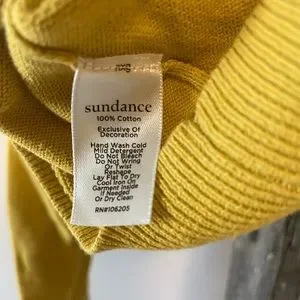 sundance
100% Cotton
Exclusive Of
Decoration
Hand Wash Cold
Mild Detergent
Do Not Bleach
Do Not Wring
Or Twist
Reshape
Lay Flat To Dry
Cool Iron On
Garment Inside
If Needed
Or Dry Clean
RN#106205